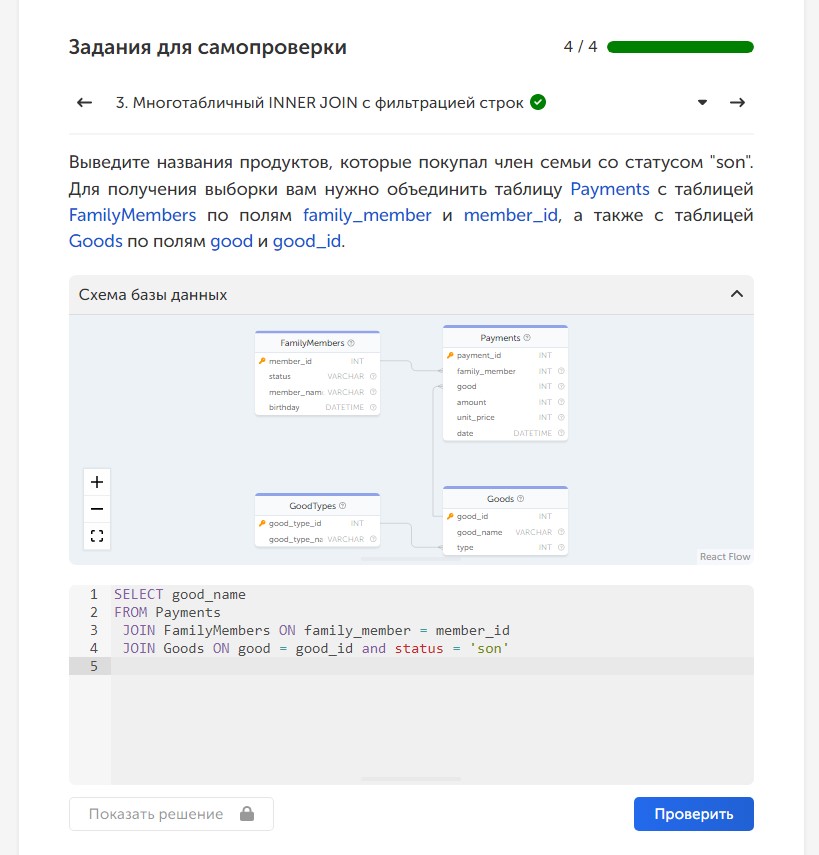 Задания для самопроверки
4 / 4
3. Многотабличный INNER JOIN с фильтрацией строк
Выведите названия продуктов, которые покупал член семьи со статусом "son".
Для получения выборки вам нужно объединить таблицу Payments с таблицей
FamilyMembers по полям family_member и member_id, а также с таблицей
Goods по полям good и good_id.
Схема базы данных
FamilyMembers
member_id INT
status VARCHAR
member_nam VARCHAR
birthday DATETIME
Payments
payment_id INT
family_member INT
good INT
amount INT
unit_price INT
date DATETIME
GoodTypes
good_type_id INT
good_type_na VARCHAR
Goods
good_id INT
good_name VARCHAR
type INT
React Flow
1 SELECT good_name
2 FROM Payments
3 JOIN FamilyMembers ON family_member = member_id
4 JOIN Goods ON good = good_id and status = 'son'
5
Показать решение
Проверить